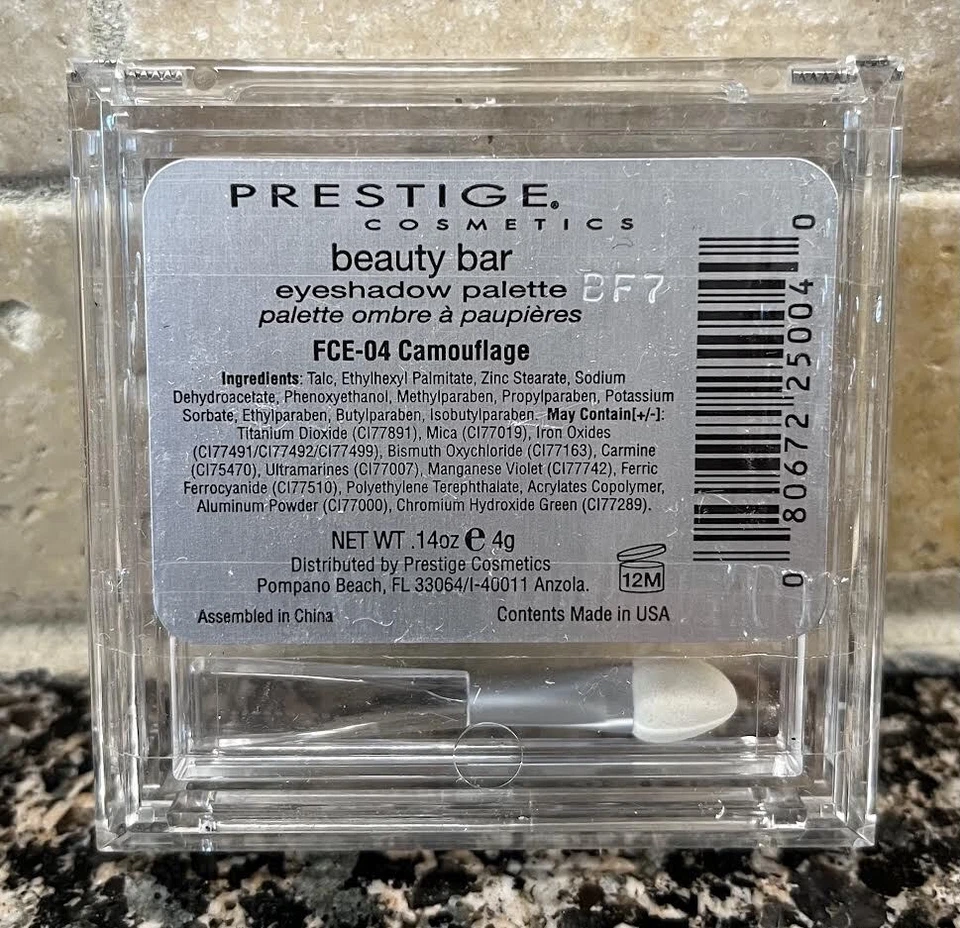 PRESTIGE®
COSMETICS
beauty bar
eyeshadow palette
BF7
palette ombre à paupières
FCE-04 Camouflage
Ingredients: Talc, Ethylhexyl Palmitate, Zinc Stearate, Sodium
Dehydroacetate, Phenoxyethanol, Methylparaben, Propylparaben, Potassium
Sorbate, Ethylparaben, Butylparaben, Isobutylparaben. May Contain[+/-]:
Titanium Dioxide (CI77891), Mica (CI77019), Iron Oxides
(CI77491/CI77492/CI77499), Bismuth Oxychloride (CI77163), Carmine
(CI75470), Ultramarines (CI77007), Manganese Violet (CI77742), Ferric
Ferrocyanide (CI77510), Polyethylene Terephthalate, Acrylates Copolymer,
Aluminum Powder (CI77000), Chromium Hydroxide Green (CI77289).
NET WT .14oz e 4g
Distributed by Prestige Cosmetics
Pompano Beach, FL 33064/I-40011 Anzola.
12M
Assembled in China
Contents Made in USA
0 80672 25004 0